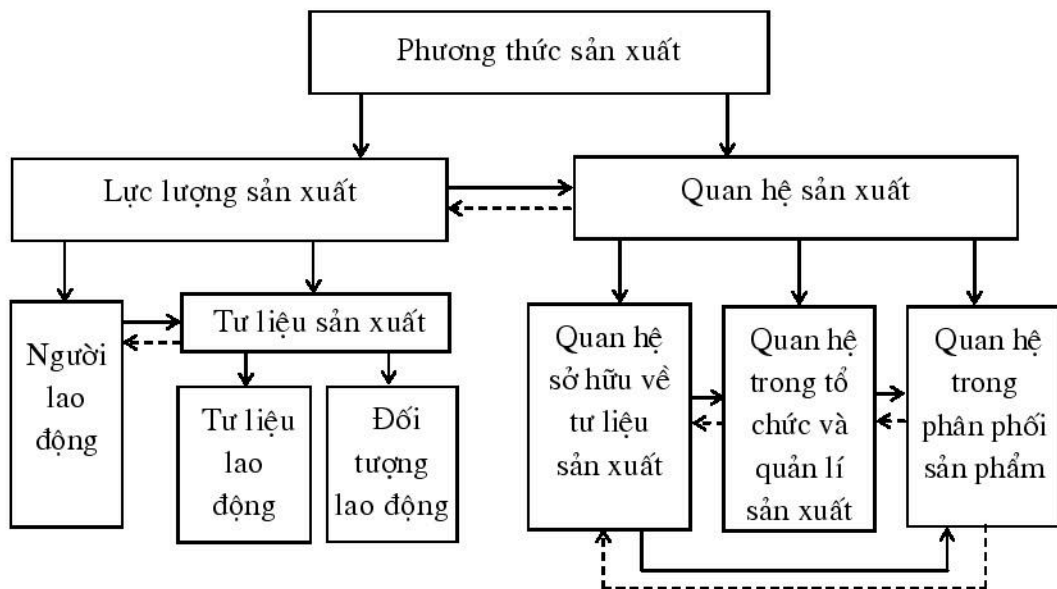 Phương thức sản xuất
Lực lượng sản xuất
Quan hệ sản xuất
Người
lao
động
Tư liệu sản xuất
Tư liệu
lao
động
Đối
tượng
lao động
Quan hệ
sở hữu về
tư liệu
sản xuất
Quan hệ
trong tổ
chức và
quản lí
sản xuất
Quan hệ
trong
phân phối
sản phẩm